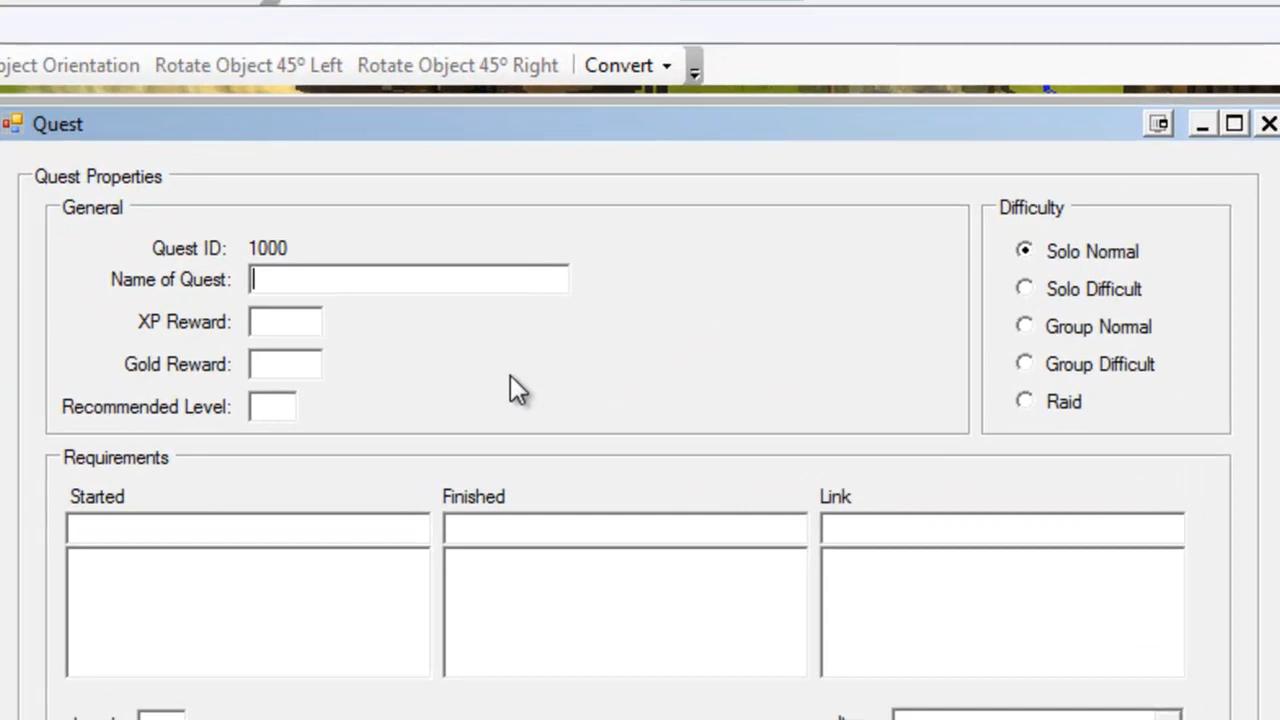 ject Orientation Rotate Object 45º Left Rotate Object 45º Right Convert
Quest
Quest Properties
General
Difficulty
Quest ID: 1000
Name of Quest:
XP Reward:
Gold Reward:
Recommended Level:
Solo Normal
Solo Difficult
Group Normal
Group Difficult
Raid
Requirements
Started Finished Link